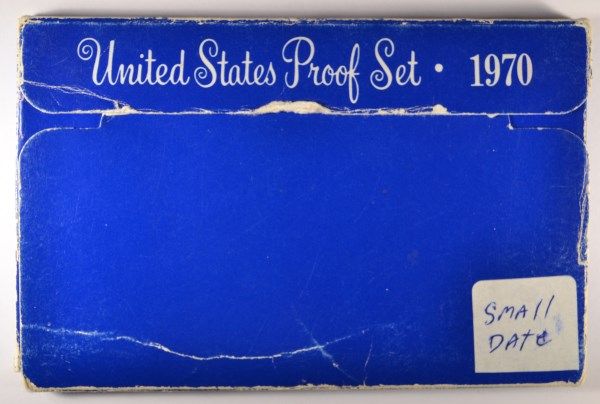 United States Proof Set · 1970
SMALL
DATE